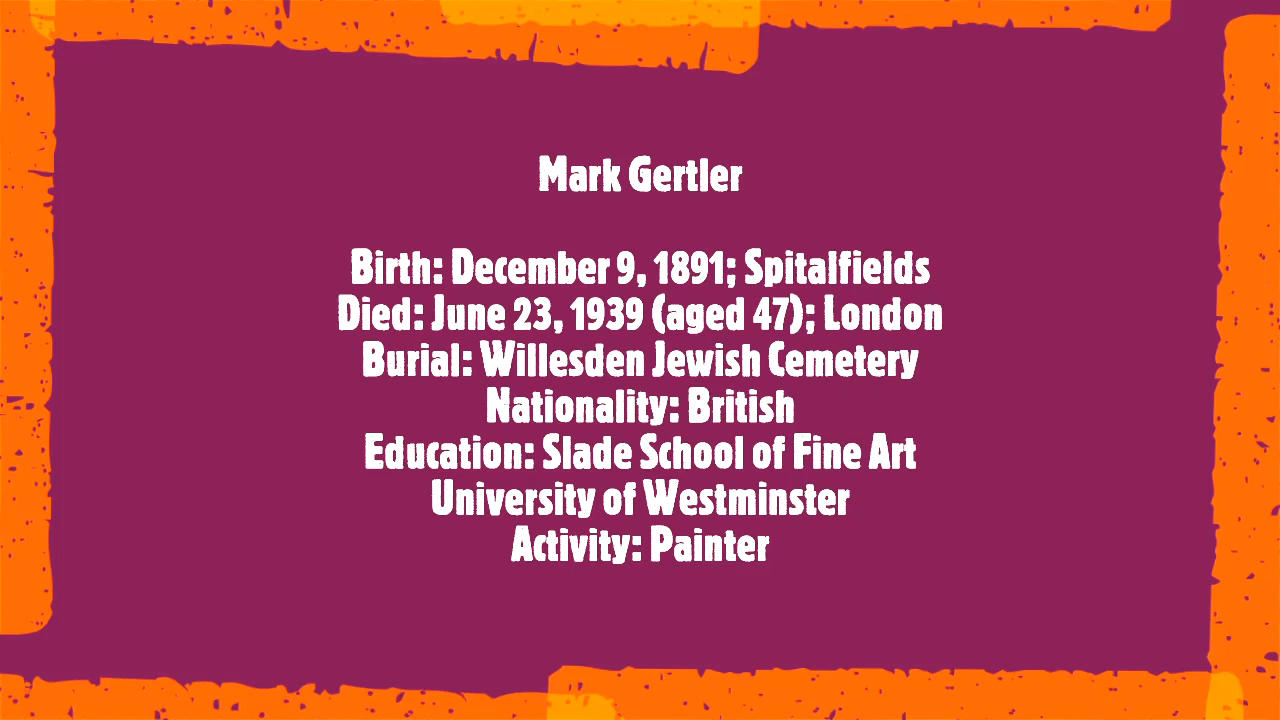 Mark Gertler
Birth: December 9, 1891; Spitalfields
Died: June 23, 1939 (aged 47); London
Burial: Willesden Jewish Cemetery
Nationality: British
Education: Slade School of Fine Art
University of Westminster
Activity: Painter